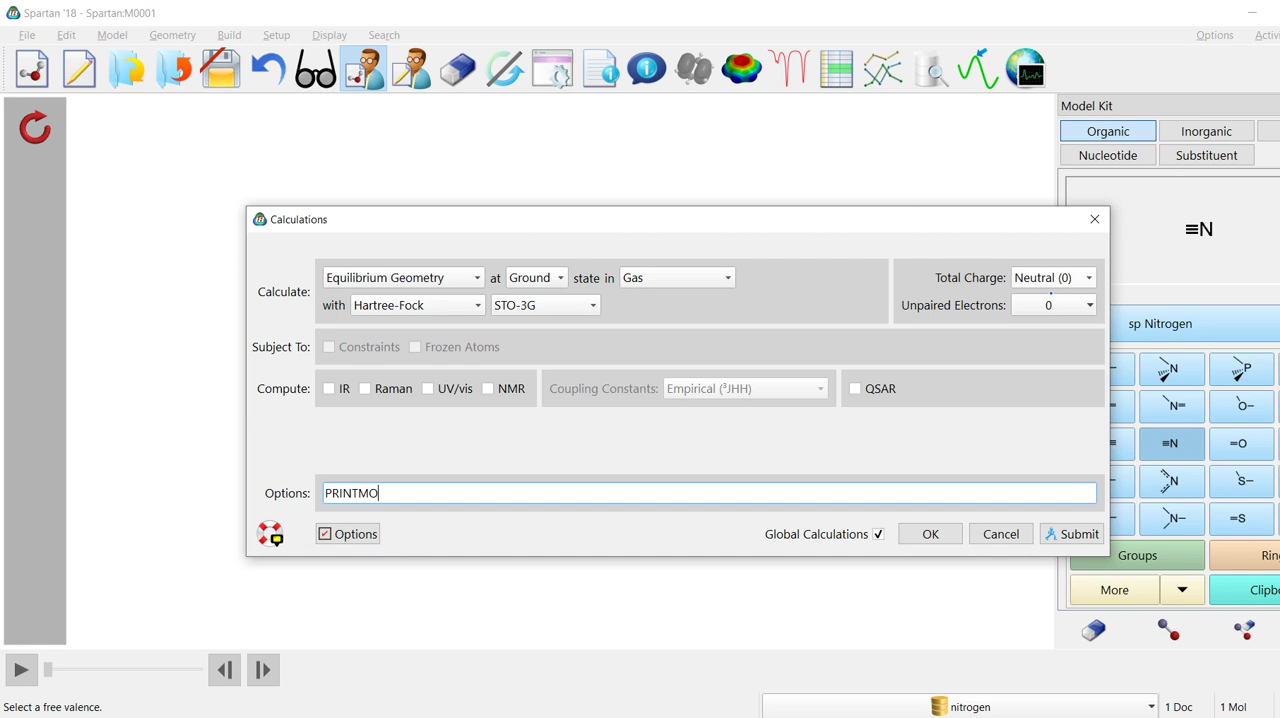 Spartan '18 - Spartan:M0001
File Edit Model Geometry Build Setup Display Search Options
Model Kit
Organic Inorganic
Nucleotide Substituent
≡N
Calculations
Calculate: Equilibrium Geometry at Ground state in Gas Total Charge: Neutral (0)
with Hartree-Fock STO-3G Unpaired Electrons: 0
sp Nitrogen
Subject To: Constraints Frozen Atoms
Compute: IR Raman UV/vis NMR Coupling Constants: Empirical (³JHH) QSAR
N P
N= O-
≡N =O
N S-
N- =S
Options: PRINTMO
Options Global Calculations OK Cancel Submit
Groups
More
Select a free valence. nitrogen 1 Doc 1 Mol